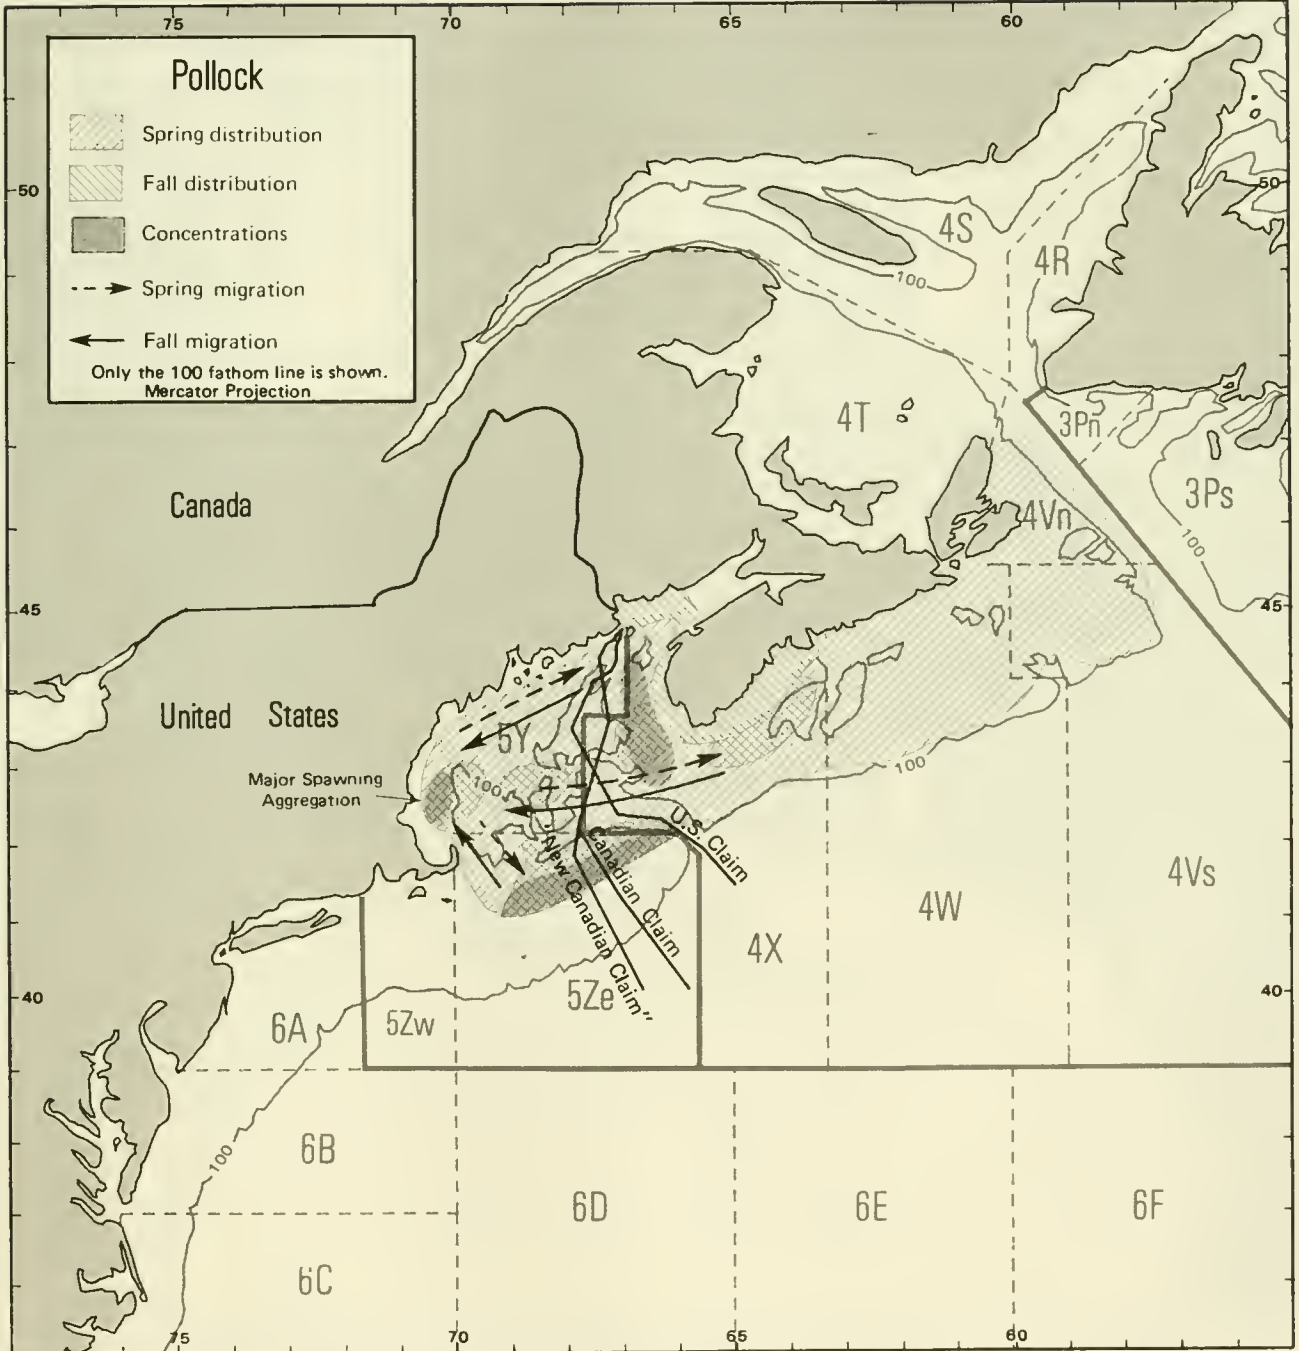 75 70 65 60
Pollock
Spring distribution
Fall distribution
Concentrations
Spring migration
Fall migration
Only the 100 fathom line is shown.
Mercator Projection
50
50
4S
4R
100
4T
3Pn
3Ps
Canada
4Vn
100
45
45
United States
5Y
Major Spawning
Aggregation
100
100
U.S. Claim
Canadian Claim
"New Canadian Claim"
4Vs
4W
4X
40
40
5Ze
5Zw
6A
6B
100
6D
6E
6F
6C
75 70 65 60